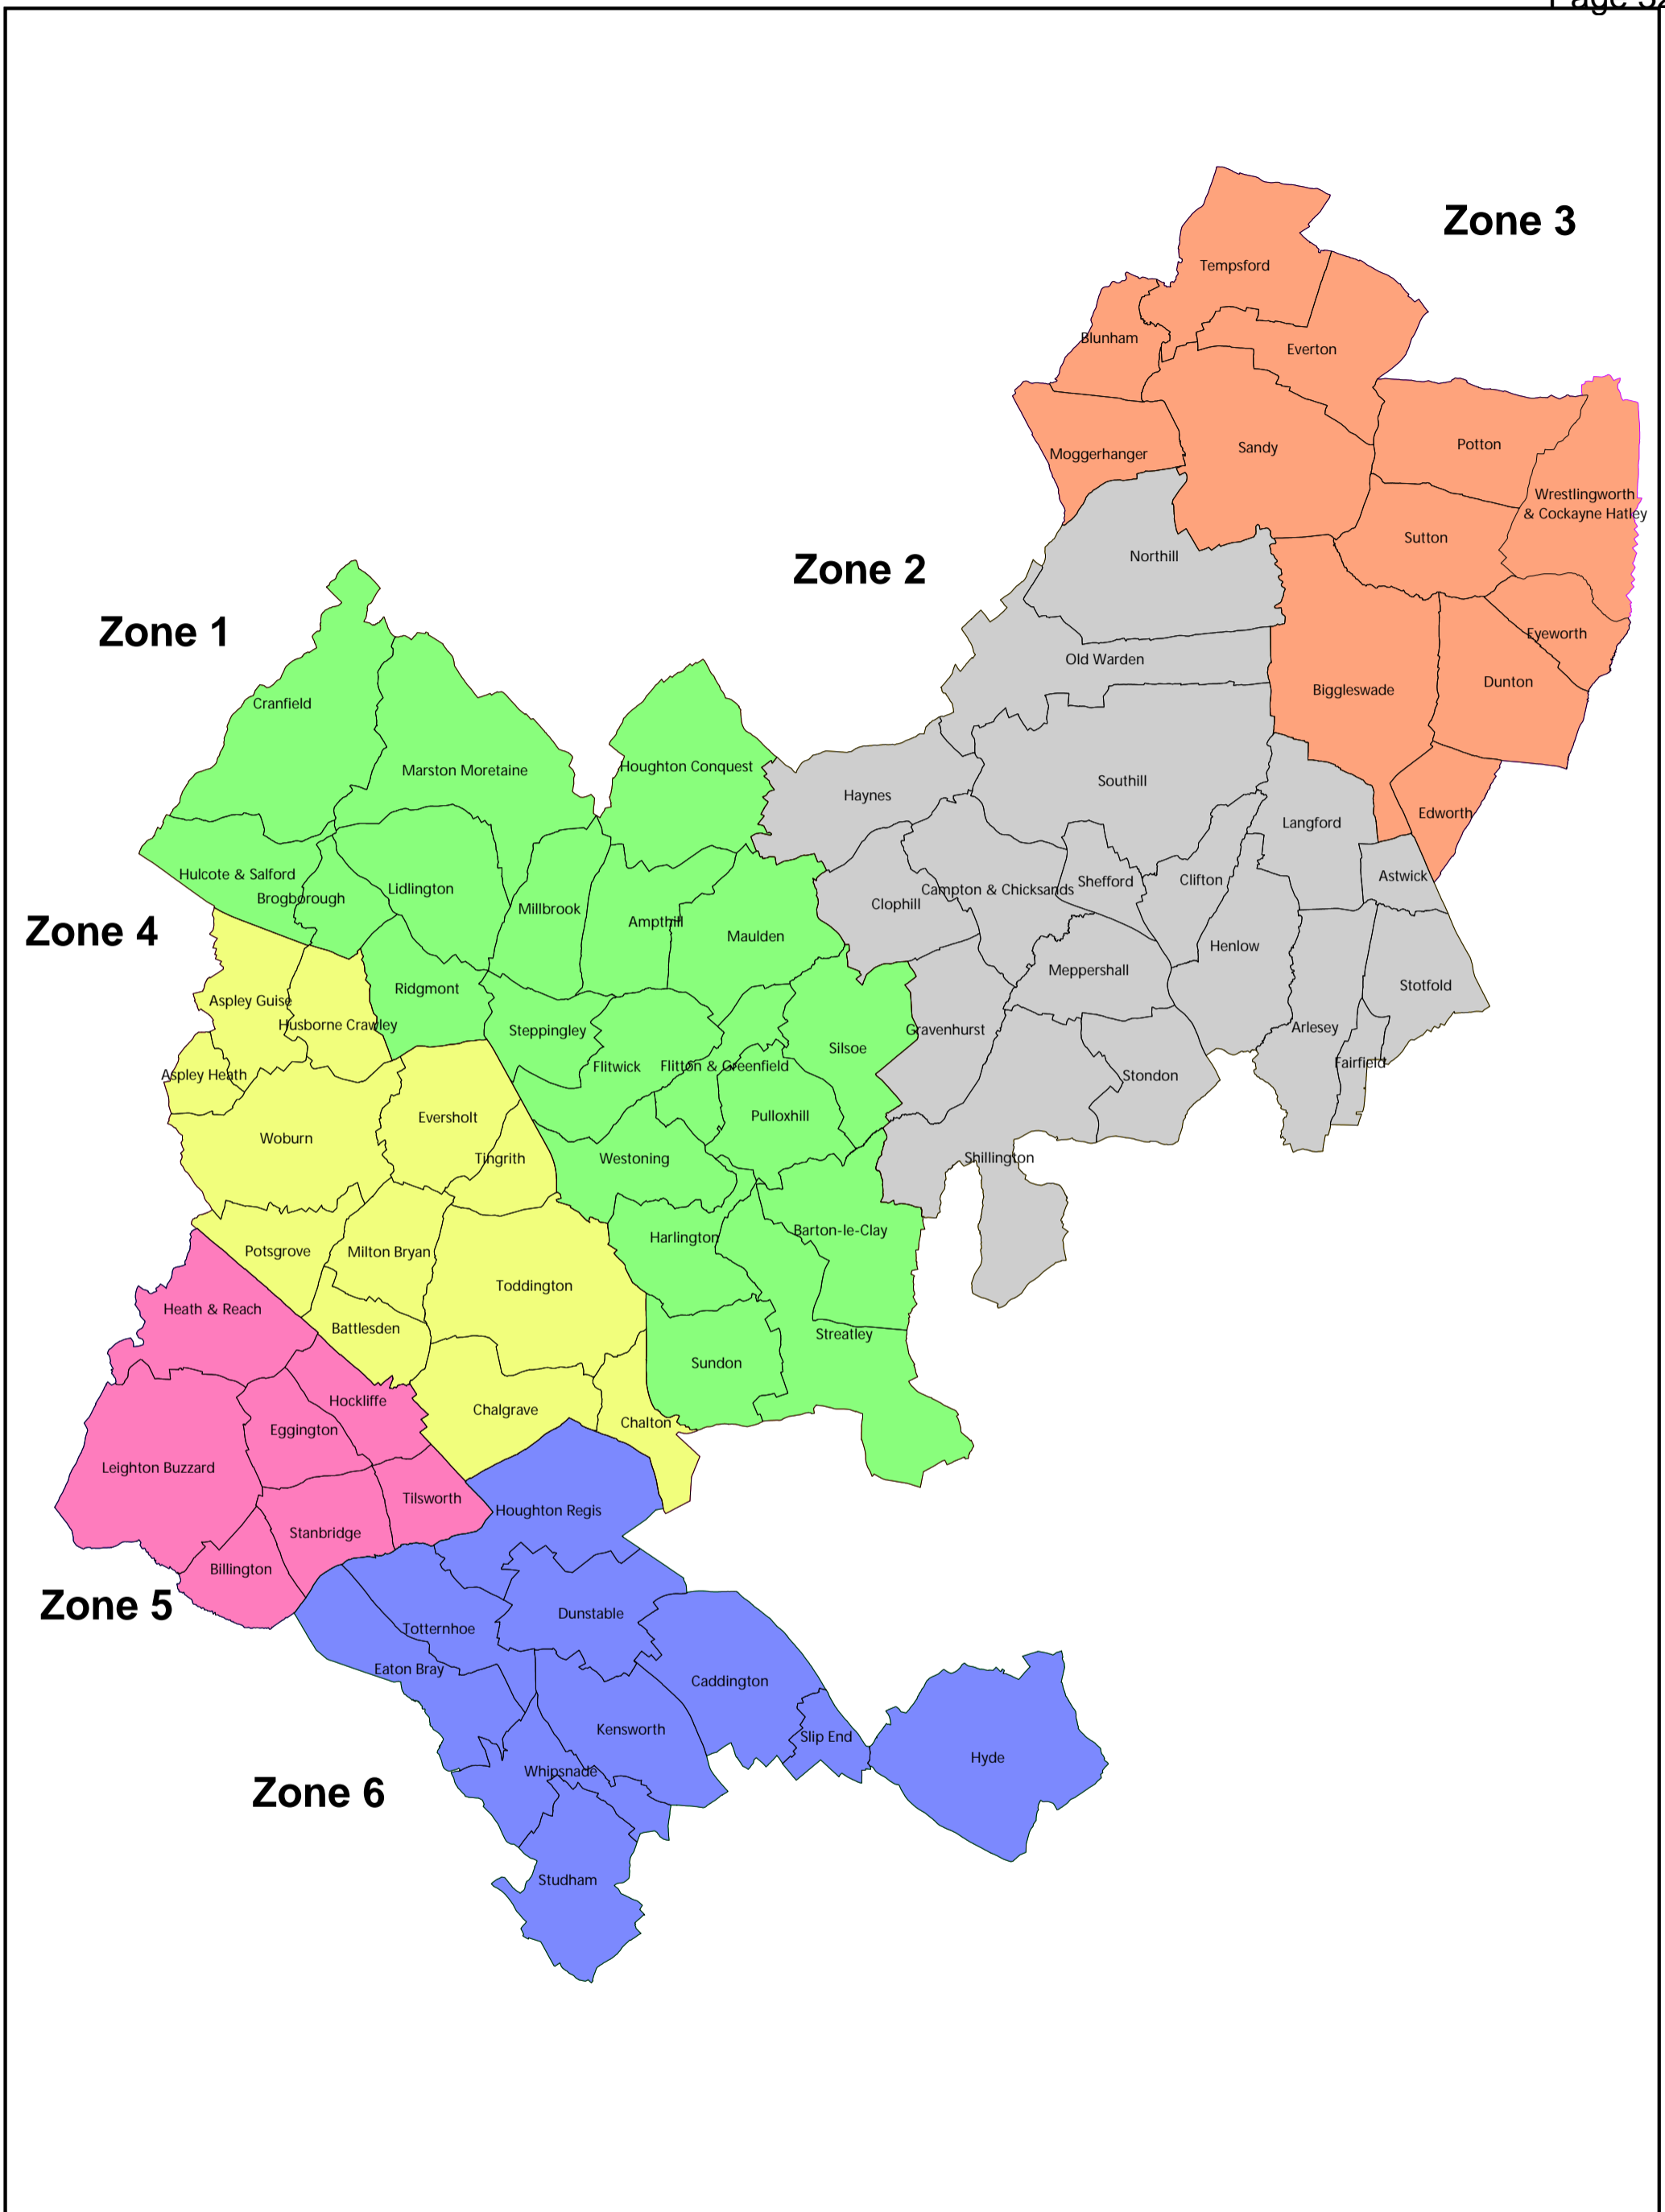 Zone 3
Tempsford
Blunham
Everton
Potton
Sandy
Moggerhanger
Wrestlingworth
& Cockayne Hatley
Sutton
Northill
Zone 2
Eyeworth
Zone 1
Old Warden
Dunton
Biggleswade
Cranfield
Houghton Conquest
Marston Moretaine
Southill
Haynes
Edworth
Langford
Hulcote & Salford
Astwick
Shefford
Clifton
Lidlington
Campton & Chicksands
Brogborough
Clophill
Millbrook
Ampthill
Zone 4
Maulden
Henlow
Meppershall
Stotfold
Ridgmont
Aspley Guise
Husborne Crawley
Arlesey
Gravenhurst
Steppingley
Silsoe
Fairfield
Flitwick
Flitton & Greenfield
Aspley Heath
Stondon
Pulloxhill
Eversholt
Woburn
Shillington
Tingrith
Westoning
Barton-le-Clay
Harlington
Potsgrove
Milton Bryan
Toddington
Heath & Reach
Battlesden
Streatley
Sundon
Hockliffe
Chalgrave
Chalton
Eggington
Leighton Buzzard
Tilsworth
Houghton Regis
Stanbridge
Billington
Zone 5
Dunstable
Totternhoe
Eaton Bray
Caddington
Kensworth
Slip End
Hyde
Whipsnade
Zone 6
Studham